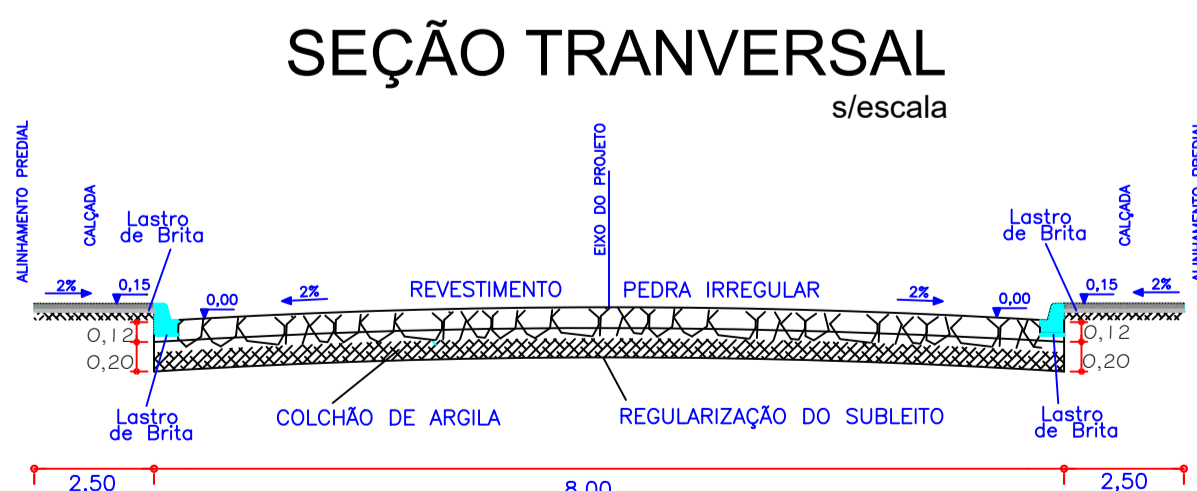 SEÇÃO TRANVERSAL
s/escala
ALINHAMENTO PREDIAL
CALÇADA
Lastro
de Brita
EIXO DO PROJETO
Lastro
de Brita
CALÇADA
ALINHAMENTO PREDIAL
2%
0,15
0,00
2%
REVESTIMENTO
PEDRA IRREGULAR
2%
0,00
0,15
2%
0,12
0,20
0,12
0,20
Lastro
de Brita
COLCHÃO DE ARGILA
REGULARIZAÇÃO DO SUBLEITO
Lastro
de Brita
2,50
8,00
2,50